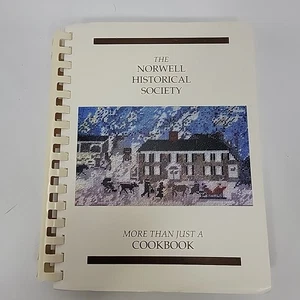 THE
NORWELL
HISTORICAL
SOCIETY
MORE THAN JUST A
COOKBOOK